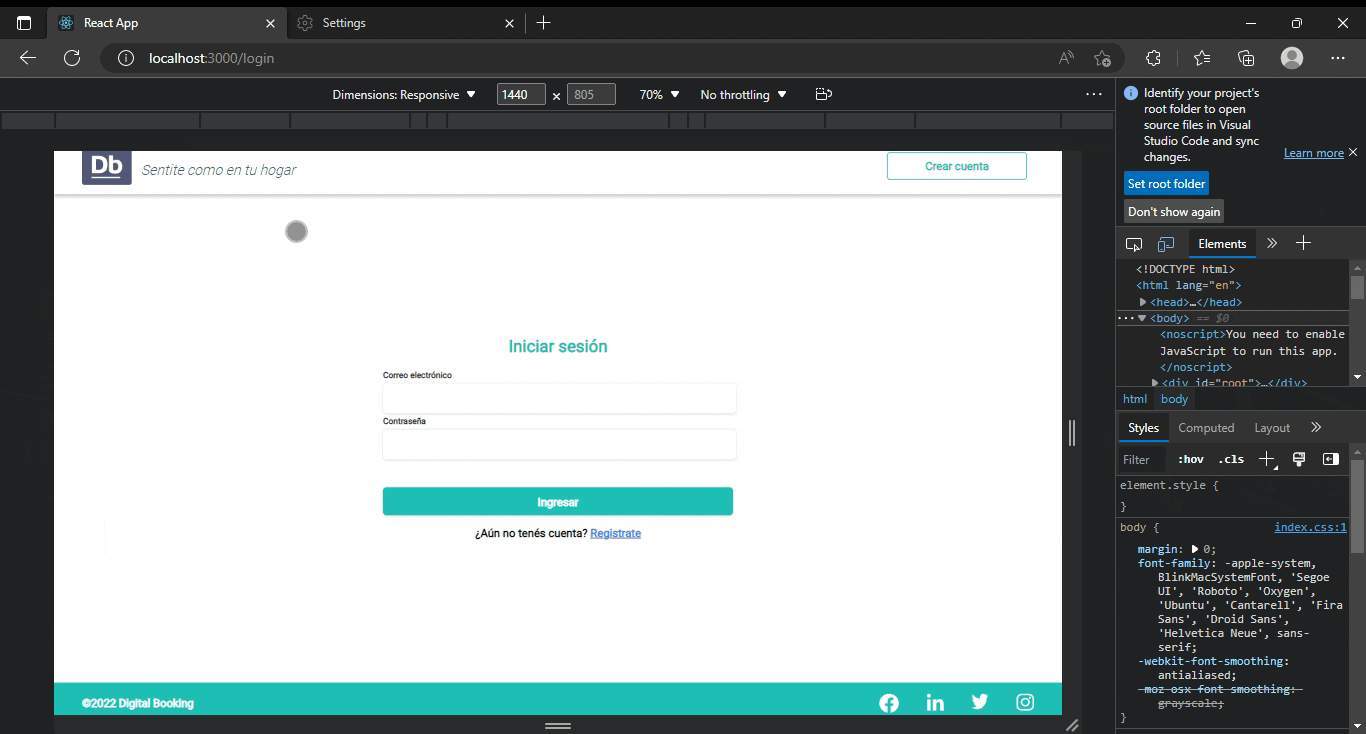 React App
Settings
localhost:3000/login
Dimensions: Responsive 1440 x 805 70% No throttling
Identify your project's
root folder to open
source files in Visual
Studio Code and sync
changes.
Learn more
Set root folder
Don't show again
Db
Sentite como en tu hogar
Crear cuenta
Iniciar sesión
Correo electrónico
Contraseña
Ingresar
¿Aún no tenés cuenta? Registrate
©2022 Digital Booking
in
Elements
<!DOCTYPE html>
<html lang="en">
<head>…</head>
<body> == $0
<noscript>You need to enable
JavaScript to run this app.
</noscript>
<div id="root">…</div>
html body
Styles Computed Layout
Filter :hov .cls
element.style {
}
body { index.css:1
margin: 0;
font-family: -apple-system,
BlinkMacSystemFont, 'Segoe
UI', 'Roboto', 'Oxygen',
'Ubuntu', 'Cantarell', 'Fira
Sans', 'Droid Sans',
'Helvetica Neue', sans-
serif;
-webkit-font-smoothing:
antialiased;
-moz-osx-font-smoothing:
grayscale;
}